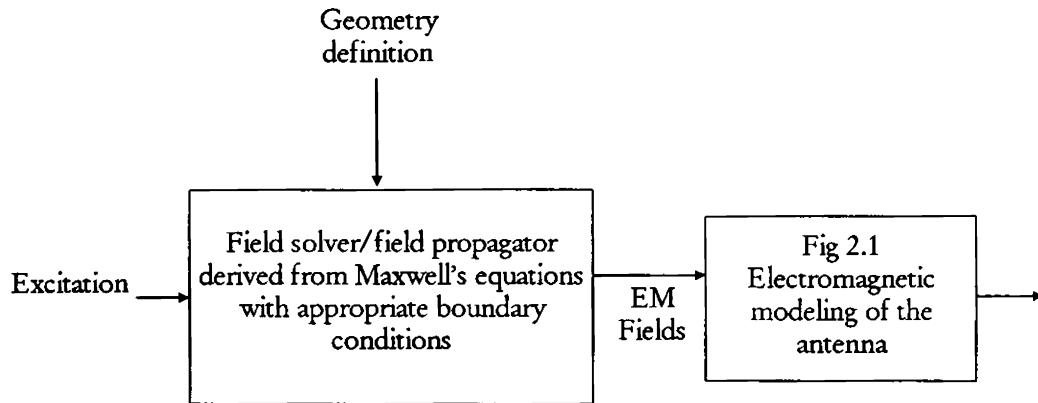 Geometry
definition
Field solver/field propagator
derived from Maxwell's equations
with appropriate boundary
conditions
Excitation
EM
Fields
Fig 2.1
Electromagnetic
modeling of the
antenna